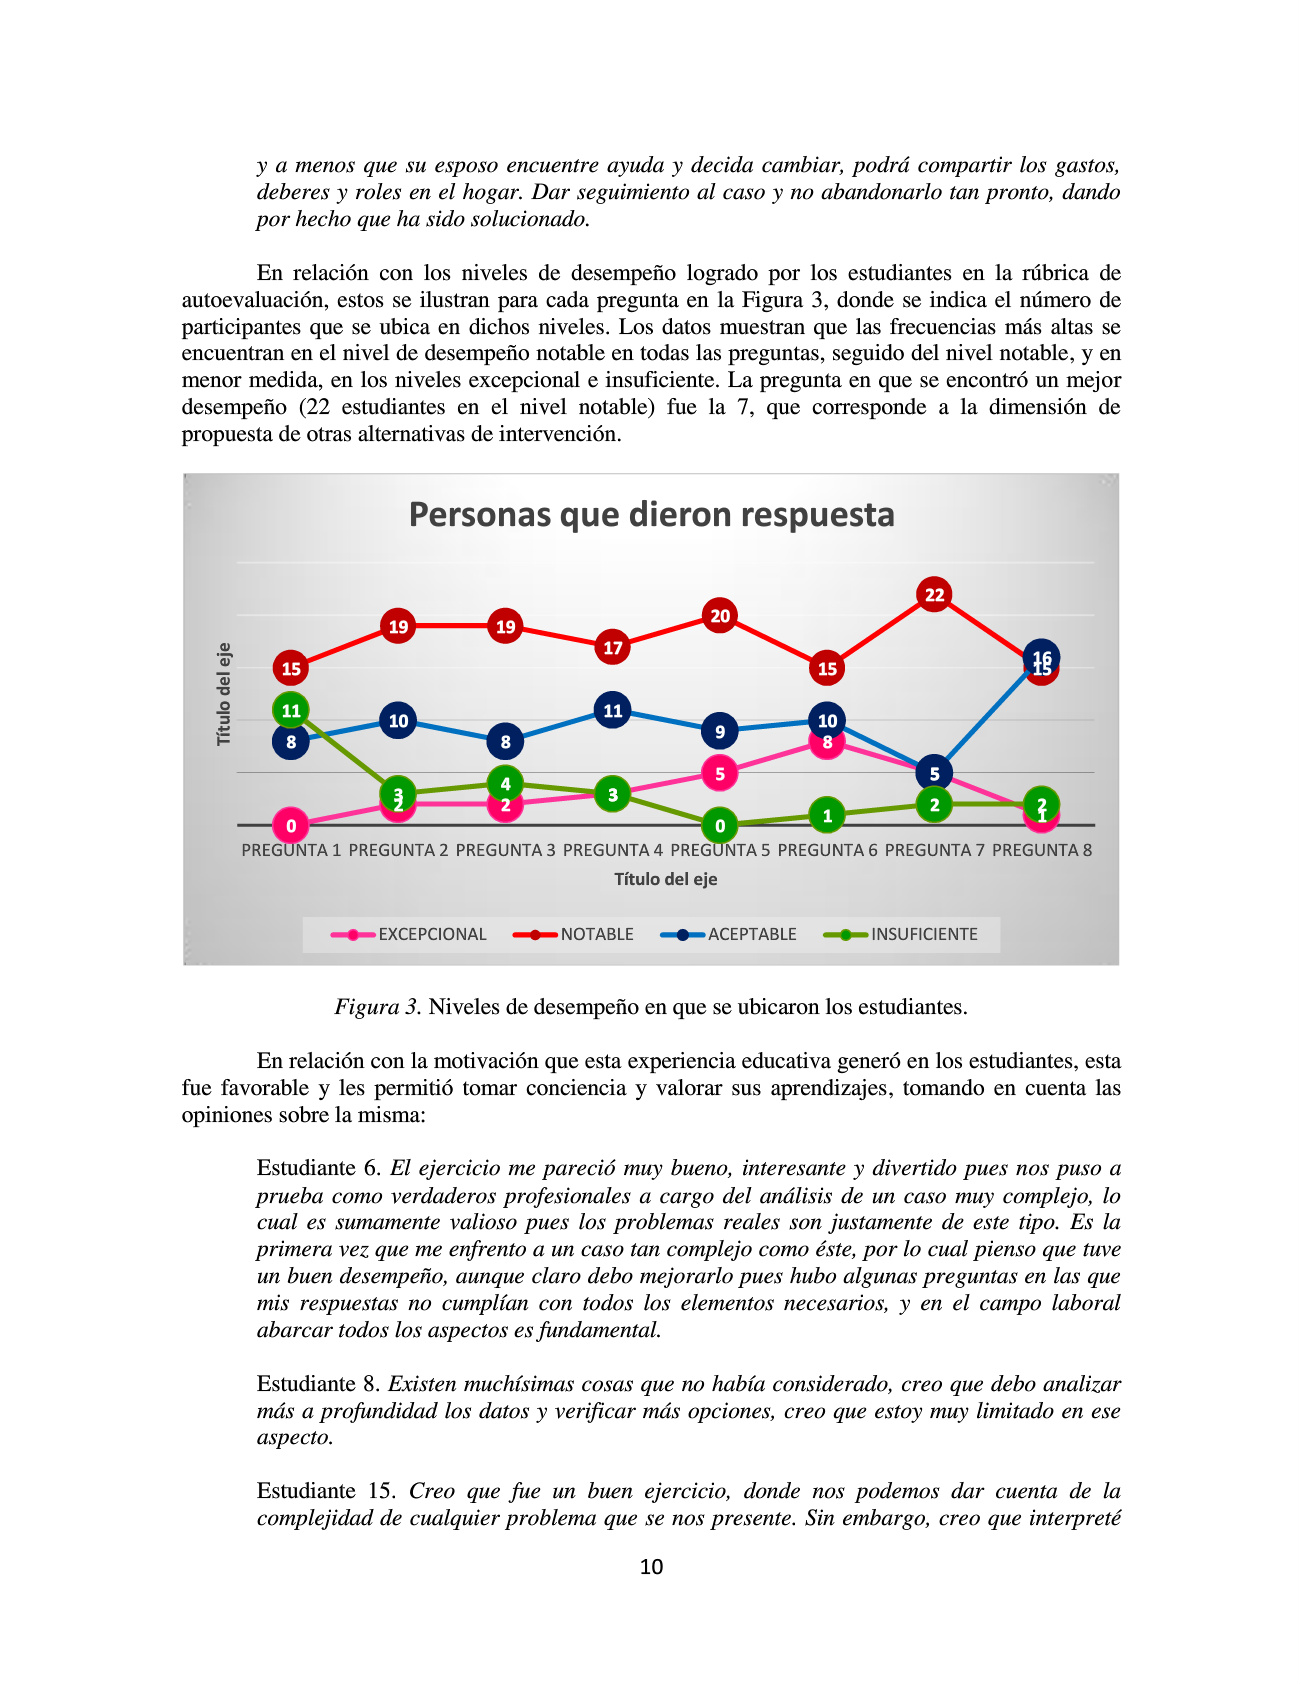 y a menos que su esposo encuentre ayuda y decida cambiar, podrá compartir los gastos,
deberes y roles en el hogar. Dar seguimiento al caso y no abandonarlo tan pronto, dando
por hecho que ha sido solucionado.
En relación con los niveles de desempeño logrado por los estudiantes en la rúbrica de
autoevaluación, estos se ilustran para cada pregunta en la Figura 3, donde se indica el número de
participantes que se ubica en dichos niveles. Los datos muestran que las frecuencias más altas se
encuentran en el nivel de desempeño notable en todas las preguntas, seguido del nivel notable, y en
menor medida, en los niveles excepcional e insuficiente. La pregunta en que se encontró un mejor
desempeño (22 estudiantes en el nivel notable) fue la 7, que corresponde a la dimensión de
propuesta de otras alternativas de intervención.
Personas que dieron respuesta
Título del eje
15 19 19 17 20 15 22 15
8 10 8 11 9 10 5 16
11 3 4 3 0 1 2 2
0 2 2 5 8 1
PREGUNTA 1 PREGUNTA 2 PREGUNTA 3 PREGUNTA 4 PREGUNTA 5 PREGUNTA 6 PREGUNTA 7 PREGUNTA 8
Título del eje
EXCEPCIONAL NOTABLE ACEPTABLE INSUFICIENTE
Figura 3. Niveles de desempeño en que se ubicaron los estudiantes.
En relación con la motivación que esta experiencia educativa generó en los estudiantes, esta
fue favorable y les permitió tomar conciencia y valorar sus aprendizajes, tomando en cuenta las
opiniones sobre la misma:
Estudiante 6. El ejercicio me pareció muy bueno, interesante y divertido pues nos puso a
prueba como verdaderos profesionales a cargo del análisis de un caso muy complejo, lo
cual es sumamente valioso pues los problemas reales son justamente de este tipo. Es la
primera vez que me enfrento a un caso tan complejo como éste, por lo cual pienso que tuve
un buen desempeño, aunque claro debo mejorarlo pues hubo algunas preguntas en las que
mis respuestas no cumplían con todos los elementos necesarios, y en el campo laboral
abarcar todos los aspectos es fundamental.
Estudiante 8. Existen muchísimas cosas que no había considerado, creo que debo analizar
más a profundidad los datos y verificar más opciones, creo que estoy muy limitado en ese
aspecto.
Estudiante 15. Creo que fue un buen ejercicio, donde nos podemos dar cuenta de la
complejidad de cualquier problema que se nos presente. Sin embargo, creo que interpreté
10